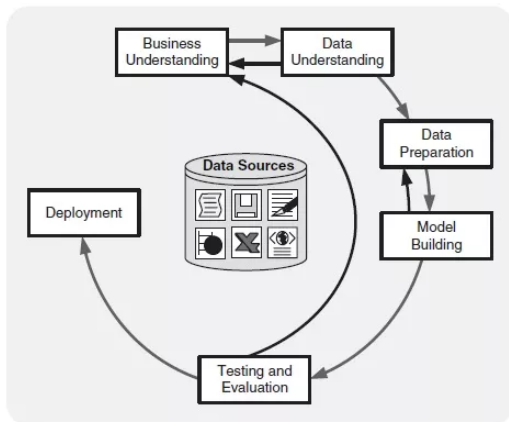 Business
Understanding
Data
Understanding
Data
Preparation
Data Sources
Deployment
Model
Building
Testing and
Evaluation